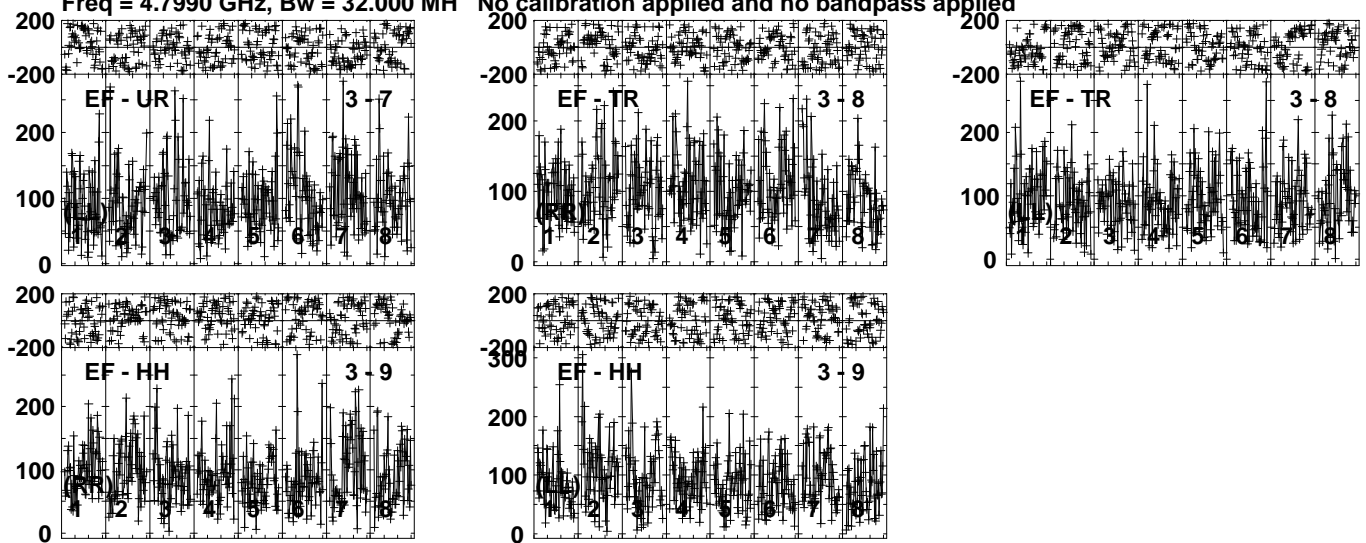 Freq = 4.7990 GHz, Bw = 32.000 MH No calibration applied and no bandpass applied
200 200 200
-200 -200 -200
EF - UR 3 - 7 EF - TR 3 - 8 EF - TR 3 - 8
200 200 200
100 100 100
(LL) (RR) (LL)
1 2 3 4 5 6 7 8 1 2 3 4 5 6 7 8 1 2 3 4 5 6 7 8
0 0 0
200 200
-200 -200
300
EF - HH 3 - 9 EF - HH 3 - 9
200 200
100 100
(RR) (LL)
1 2 3 4 5 6 7 8 1 2 3 4 5 6 7 8
0 0